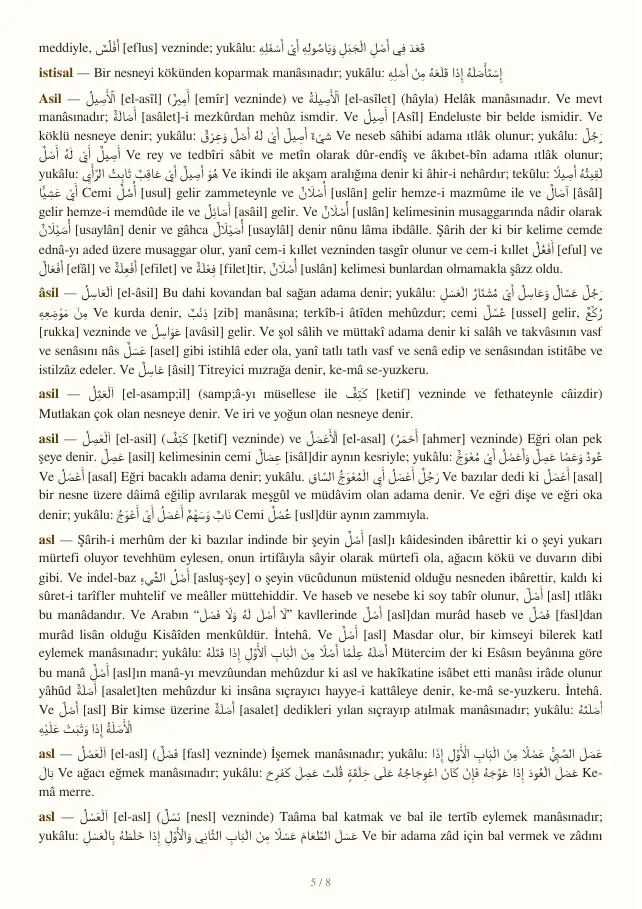 meddiyle, أَفْلُسٌ [eflus] vezninde; yukâlu: قَعَدَ فِي أَصْلِ الْجَبَلِ وَيَاصُولِهِ أَيْ أَسْفَلِهِ
istisal — Bir nesneyi kökünden koparmak manâsınadır; yukâlu: إِسْتَأْصَلَهُ إِذَا قَلَعَهُ مِنْ أَصْلِهِ
Asil — اَلْأَصِيلُ [el-asîl] (أَمِيرٌ [emîr] vezninde) ve اَلْأَصِيلَةُ [el-asîlet] (hâyla) Helâk manâsınadır. Ve mevt
manâsınadır; أَصَالَةٌ [asâlet]-i mezkûrdan mehûz ismdir. Ve أَصِيلُ [Asîl] Endeluste bir belde ismidir. Ve
köklü nesneye denir; yukâlu: شَيْءٌ أَصِيلٌ أَيْ لَهُ أَصْلٌ وَعِرْقٌ Ve neseb sâhibi adama ıtlâk olunur; yukâlu: رَجُلٌ
أَصِيلٌ أَيْ لَهُ أَصْلٌ Ve rey ve tedbîri sâbit ve metîn olarak dûr-endîş ve âkıbet-bîn adama ıtlâk olunur;
yukâlu: هُوَ أَصِيلٌ أَيْ عَاقِبٌ ثَابِتُ الرَّأْيِ Ve ikindi ile akşam aralığına denir ki âhir-i nehârdır; tekûlu: لَقِيتُهُ أَصِيلًا
أَيْ عَشِيًّا Cemi أُصُلٌ [usul] gelir zammeteynle ve أُصْلَانٌ [uslân] gelir hemze-i mazmûme ile ve آصَالٌ [âsâl]
gelir hemze-i memdûde ile ve أَصَائِلُ [asâil] gelir. Ve أُصْلَانٌ [uslân] kelimesinin musaggarında nâdir olarak
أُصَيْلَانٌ [usaylân] denir ve gâhca أُصَيْلَالٌ [usaylâl] denir nûnu lâma ibdâlle. Şârih der ki bir kelime cemde
ednâ-yı aded üzere musaggar olur, yanî cem-i kıllet vezninden tasgîr olunur ve cem-i kıllet أَفْعُلٌ [eful] ve
أَفْعَالٌ [efâl] ve أَفْعِلَةٌ [efilet] ve فِعْلَةٌ [filet]tir, أُصْلَانٌ [uslân] kelimesi bunlardan olmamakla şâzz oldu.
âsil — اَلْعَاسِلُ [el-âsil] Bu dahi kovandan bal sağan adama denir; yukâlu: رَجُلٌ عَسَّالٌ وَعَاسِلٌ أَيْ مُشْتَارُ الْعَسَلِ
مِنْ مَوْضِعِهِ Ve kurda denir, ذِئْبٌ [zib] manâsına; terkîb-i âtîden mehûzdur; cemi عُسَّلٌ [ussel] gelir, رُكَّعٌ
[rukka] vezninde ve عَوَاسِلُ [avâsil] gelir. Ve şol sâlih ve müttakî adama denir ki salâh ve takvâsının vasf
ve senâsını nâs عَسَلٌ [asel] gibi istihlâ eder ola, yanî tatlı tatlı vasf ve senâ edip ve senâsından istitâbe ve
istilzâz edeler. Ve عَاسِلٌ [âsil] Titreyici mızrağa denir, ke-mâ se-yuzkeru.
asil — اَلْعَثِلُ [el-asamp;il] (samp;â-yı müsellese ile كَتِفٌ [ketif] vezninde ve fethateynle câizdir)
Mutlakan çok olan nesneye denir. Ve iri ve yoğun olan nesneye denir.
asil — اَلْعَصِلُ [el-asil] (كَتِفٌ [ketif] vezninde) ve اَلْأَعْصَلُ [el-asal] (أَحْمَرُ [ahmer] vezninde) Eğri olan pek
şeye denir. عَصِلٌ [asil] kelimesinin cemi عِصَالٌ [isâl]dir aynın kesriyle; yukâlu: عُودٌ وَعَصًا عَصِلٌ وَأَعْصَلُ أَيْ مُعْوَجٌّ
Ve أَعْصَلُ [asal] Eğri bacaklı adama denir; yukâlu. رَجُلٌ أَعْصَلُ أَيِ الْمُعْوَجُّ السَّاقِ Ve bazılar dedi ki أَعْصَلُ [asal]
bir nesne üzere dâimâ eğilip avrılarak meşgûl ve müdâvim olan adama denir. Ve eğri dişe ve eğri oka
denir; yukâlu: نَابٌ وَسَهْمٌ أَعْصَلُ أَيْ أَعْوَجُ Cemi عُصْلٌ [usl]dür aynın zammıyla.
asl — Şârih-i merhûm der ki bazılar indinde bir şeyin أَصْلٌ [asl]ı kâidesinden ibârettir ki o şeyi yukarı
mürtefi oluyor tevehhüm eylesen, onun irtifâıyla sâyir olarak mürtefi ola, ağacın kökü ve duvarın dibi
gibi. Ve indel-baz أَصْلُ الشَّيْءِ [asluş-şey] o şeyin vücûdunun müstenid olduğu nesneden ibârettir, kaldı ki
sûret-i tarîfler muhtelif ve meâller müttehiddir. Ve haseb ve nesebe ki soy tabîr olunur, أَصْلٌ [asl] ıtlâkı
bu manâdandır. Ve Arabın “لَا أَصْلَ لَهُ وَلَا فَصْلَ” kavllerinde أَصْلٌ [asl]dan murâd haseb ve فَصْلٌ [fasl]dan
murâd lisân olduğu Kisâîden menkûldür. İntehâ. Ve أَصْلٌ [asl] Masdar olur, bir kimseyi bilerek katl
eylemek manâsınadır; yukâlu: أَصَلَهُ عِلْمًا أَصْلًا مِنَ الْبَابِ الْأَوَّلِ إِذَا قَتَلَهُ Mütercim der ki Esâsın beyânına göre
bu manâ أَصْلٌ [asl]ın manâ-yı mevzûundan mehûzdur ki asl ve hakîkatine isâbet etti manâsı irâde olunur
yâhûd أَصَلَةٌ [asalet]ten mehûzdur ki insâna sıçrayıcı hayye-i kattâleye denir, ke-mâ se-yuzkeru. İntehâ.
Ve أَصْلٌ [asl] Bir kimse üzerine أَصَلَةٌ [asalet] dedikleri yılan sıçrayıp atılmak manâsınadır; yukâlu: أَصَلَتْهُ
الْأَصَلَةُ إِذَا وَثَبَتْ عَلَيْهِ
asl — اَلْعَصْلُ [el-asl] (فَصْلٌ [fasl] vezninde) İşemek manâsınadır; yukâlu: عَصَلَ الصَّبِيُّ عَصْلًا مِنَ الْبَابِ الْأَوَّلِ إِذَا
بَالَ Ve ağacı eğmek manâsınadır; yukâlu: عَصَلَ الْعُودَ إِذَا عَوَّجَهُ فَإِنْ كَانَ اعْوِجَاجُهُ عَلَى خِلْقَةٍ قُلْتَ عَصِلَ كَفَرِحَ Ke-
mâ merre.
asl — اَلْعَسْلُ [el-asl] (نَسْلٌ [nesl] vezninde) Taâma bal katmak ve bal ile tertîb eylemek manâsınadır;
yukâlu: عَسَلَ الطَّعَامَ عَسْلًا مِنَ الْبَابِ الثَّانِي وَالْأَوَّلِ إِذَا خَلَطَهُ بِالْعَسَلِ Ve bir adama zâd için bal vermek ve zâdını
5 / 8